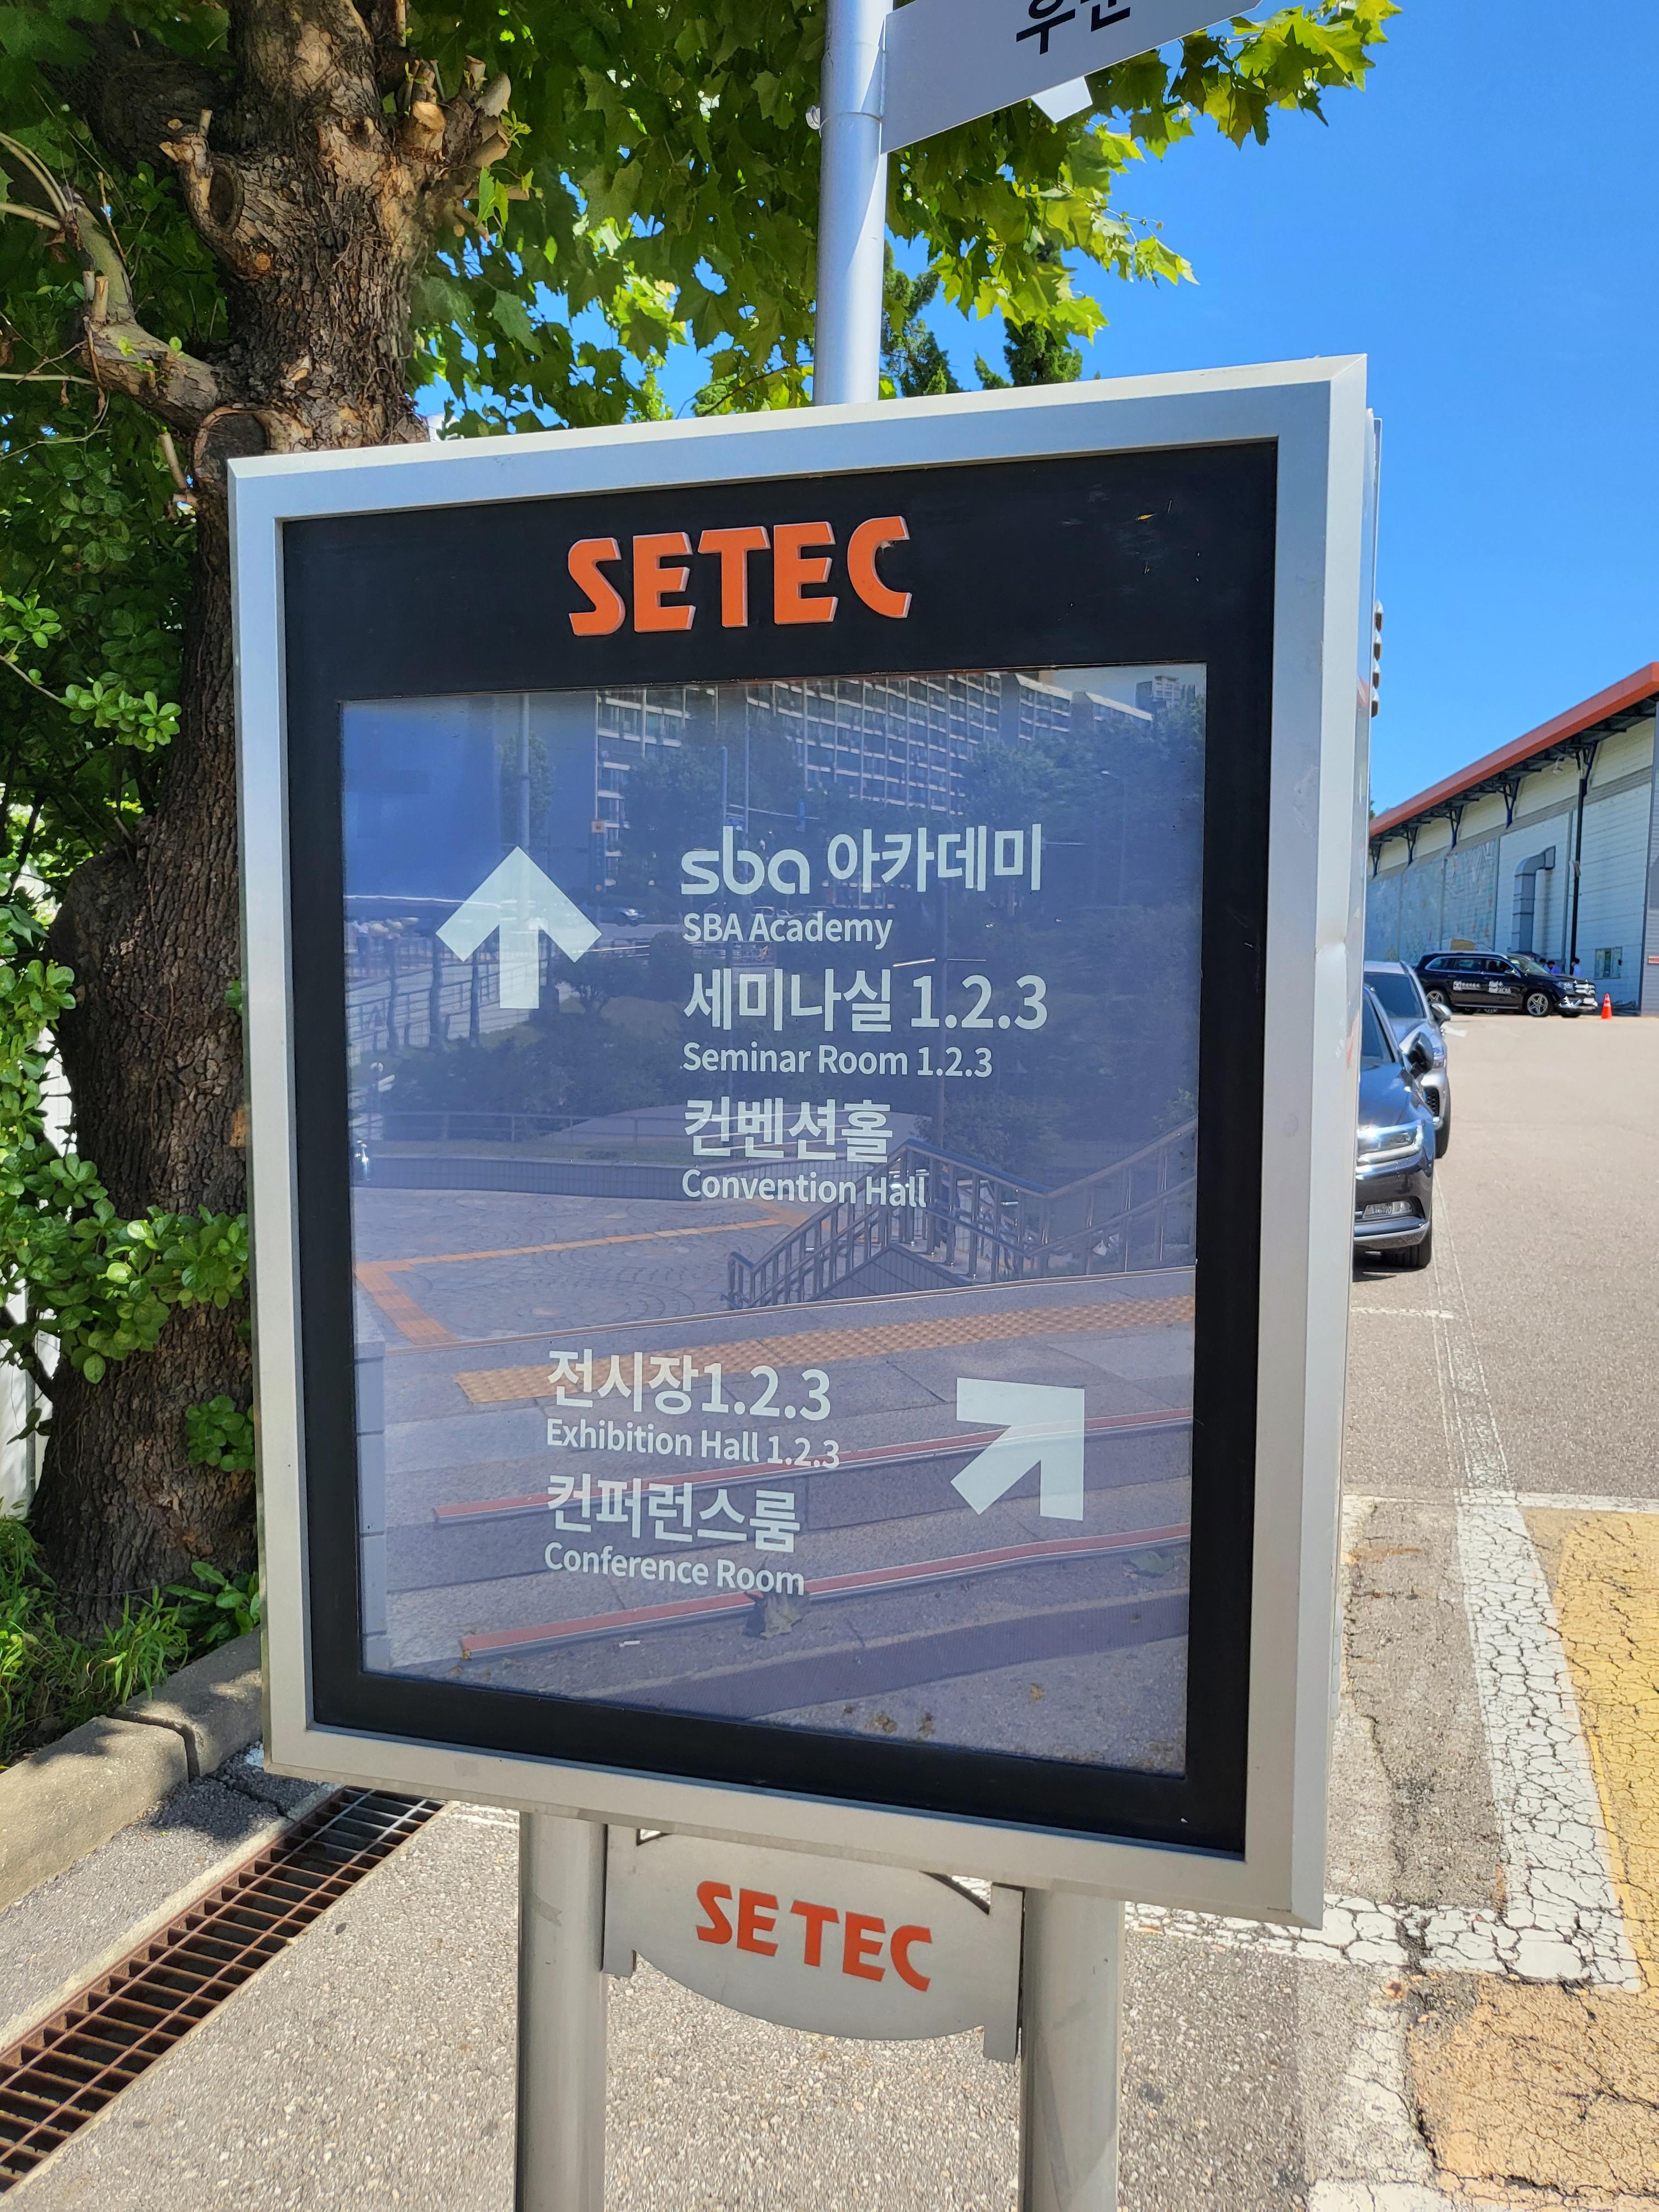 SETEC
sba 아카데미
SBA Academy
세미나실 1.2.3
Seminar Room 1.2.3
컨벤션홀
Convention Hall
전시장1.2.3
Exhibition Hall 1.2.3
컨퍼런스룸
Conference Room
SETEC